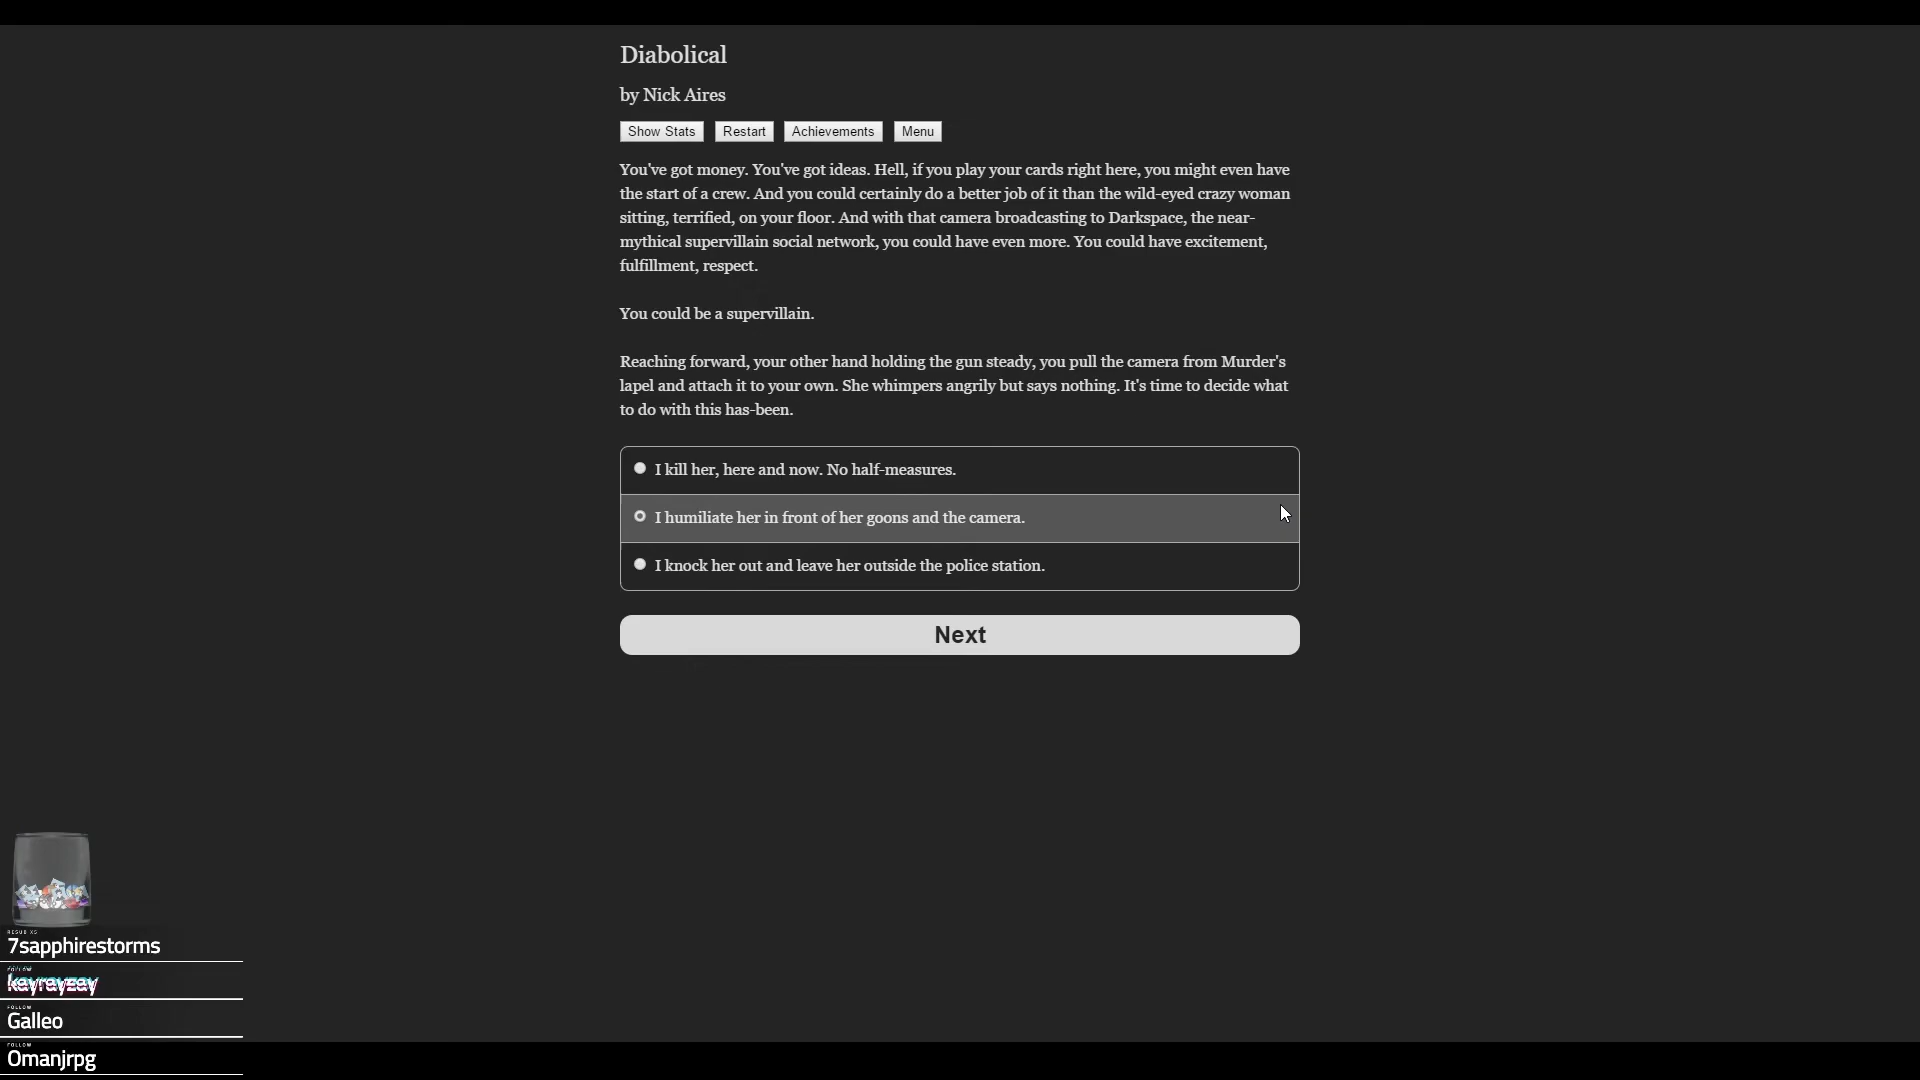 Diabolical
by Nick Aires
Show Stats Restart Achievements Menu
You've got money. You've got ideas. Hell, if you play your cards right here, you might even have
the start of a crew. And you could certainly do a better job of it than the wild-eyed crazy woman
sitting, terrified, on your floor. And with that camera broadcasting to Darkspace, the near-
mythical supervillain social network, you could have even more. You could have excitement,
fulfillment, respect.
You could be a supervillain.
Reaching forward, your other hand holding the gun steady, you pull the camera from Murder's
lapel and attach it to your own. She whimpers angrily but says nothing. It's time to decide what
to do with this has-been.
I kill her, here and now. No half-measures.
I humiliate her in front of her goons and the camera.
I knock her out and leave her outside the police station.
Next
RESUB X5
7sapphirestorms
FOLLOW
kayrayzay
FOLLOW
Galleo
FOLLOW
Omanjrpg